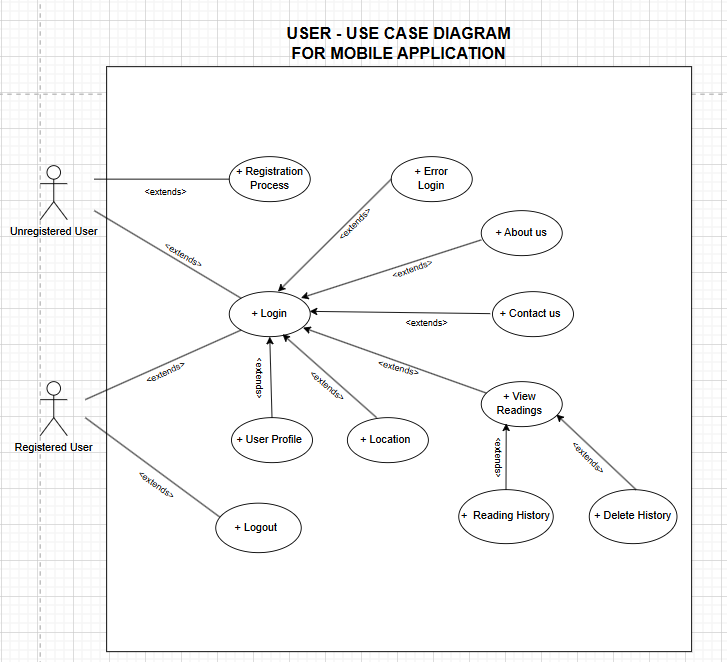 USER - USE CASE DIAGRAM
FOR MOBILE APPLICATION
+ Registration
Process
+ Error
Login
<extends>
Unregistered User
<extends>
+ About us
<extends>
<extends>
+ Login
+ Contact us
<extends>
<extends>
<extends>
<extends>
<extends>
<extends>
+ View
Readings
Registered User
+ User Profile
+ Location
<extends>
<extends>
<extends>
+ Logout
+ Reading History
+ Delete History